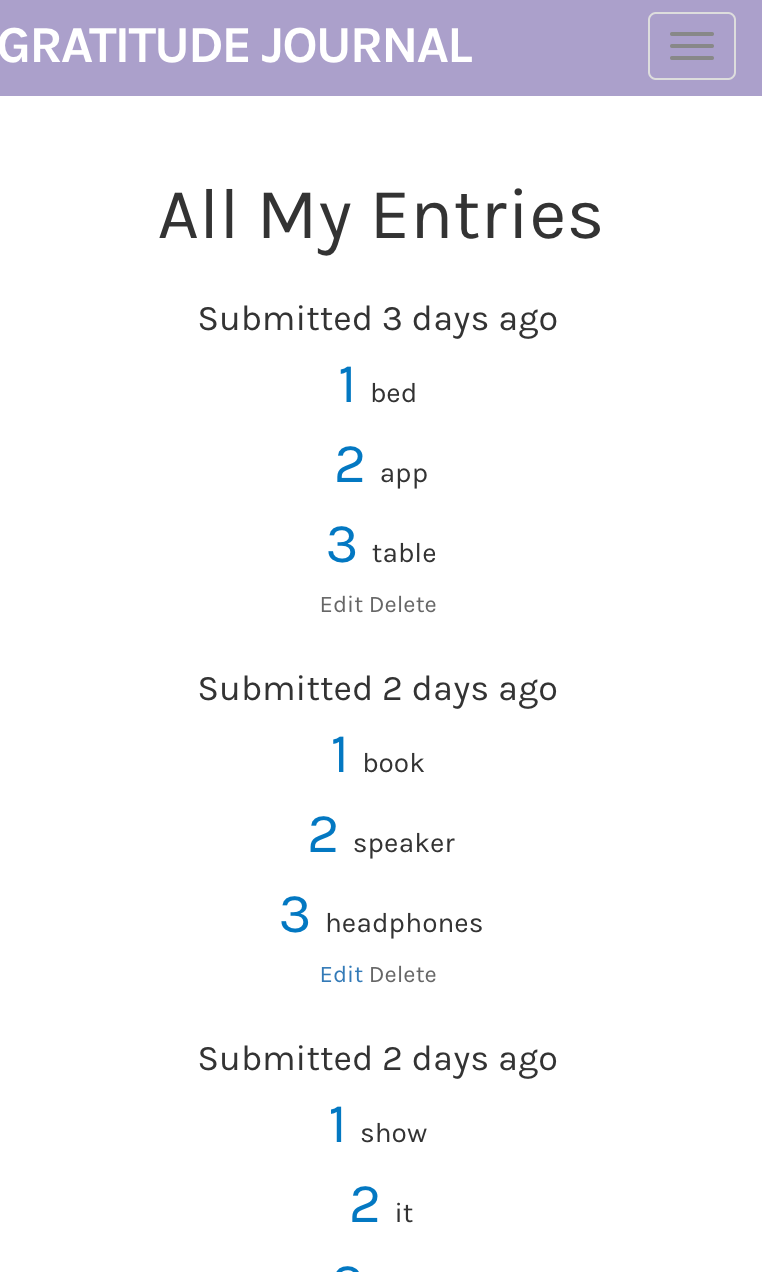 GRATITUDE JOURNAL
All My Entries
Submitted 3 days ago
1 bed
2 app
3 table
Edit Delete
Submitted 2 days ago
1 book
2 speaker
3 headphones
Edit Delete
Submitted 2 days ago
1 show
2 it